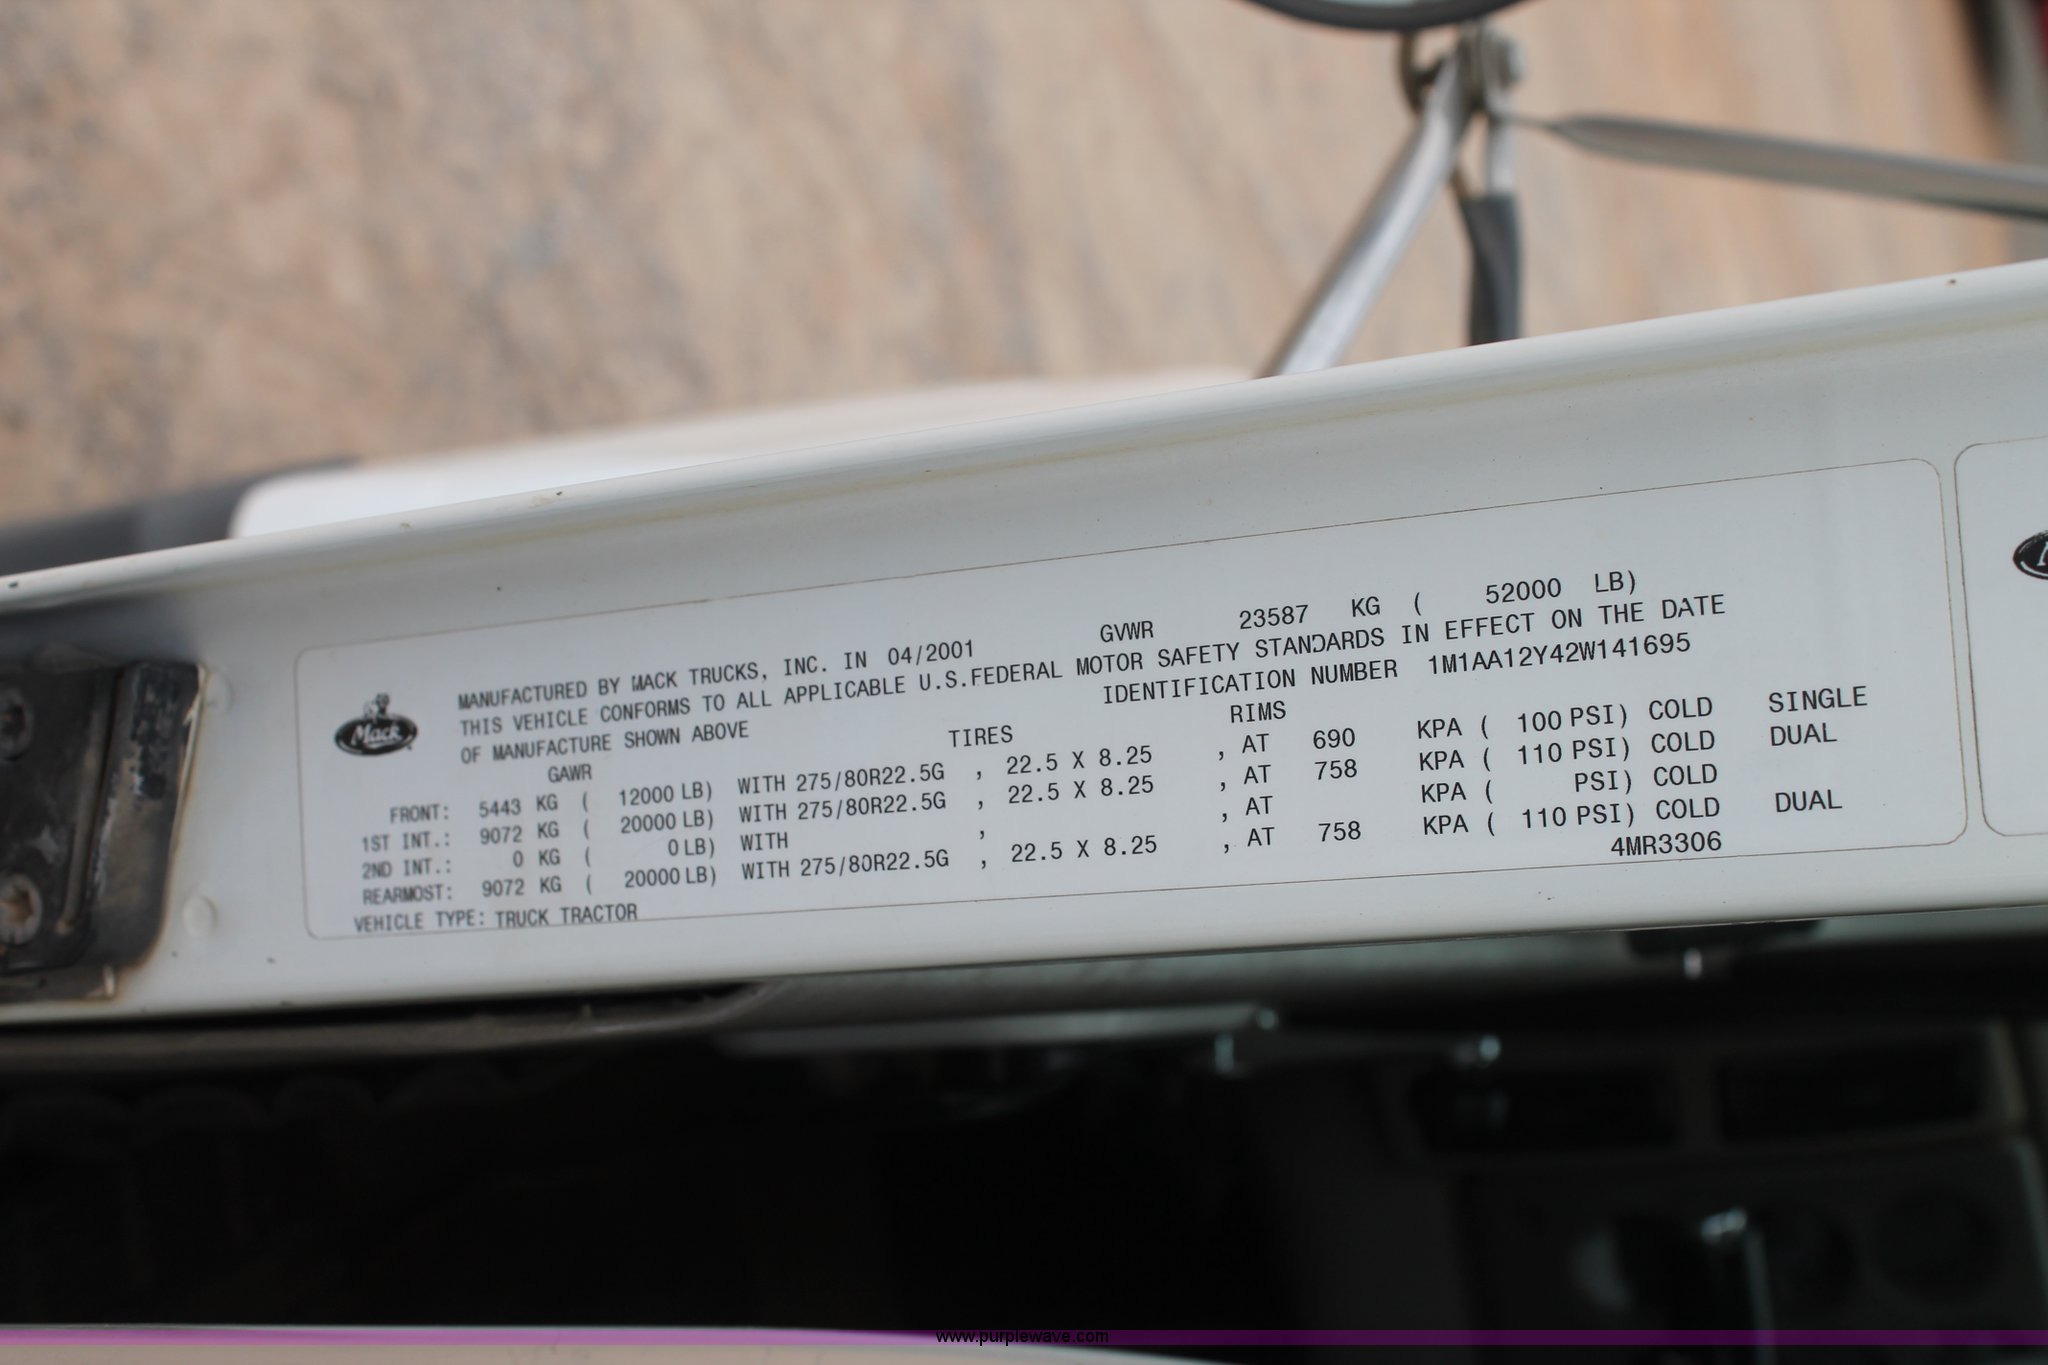 MANUFACTURED BY MACK TRUCKS, INC. IN 04/2001 GVWR 23587 KG ( 52000 LB)
THIS VEHICLE CONFORMS TO ALL APPLICABLE U.S.FEDERAL MOTOR SAFETY STANDARDS IN EFFECT ON THE DATE
OF MANUFACTURE SHOWN ABOVE IDENTIFICATION NUMBER 1M1AA12Y42W141695
Mack
GAWR TIRES RIMS
FRONT: 5443 KG ( 12000 LB) WITH 275/80R22.5G , 22.5 X 8.25 , AT 690 KPA ( 100 PSI) COLD SINGLE
1ST INT.: 9072 KG ( 20000 LB) WITH 275/80R22.5G , 22.5 X 8.25 , AT 758 KPA ( 110 PSI) COLD DUAL
2ND INT.: 0 KG ( 0 LB) WITH , , AT KPA ( PSI) COLD
REARMOST: 9072 KG ( 20000 LB) WITH 275/80R22.5G , 22.5 X 8.25 , AT 758 KPA ( 110 PSI) COLD DUAL
VEHICLE TYPE: TRUCK TRACTOR 4MR3306
www.purplewave.com